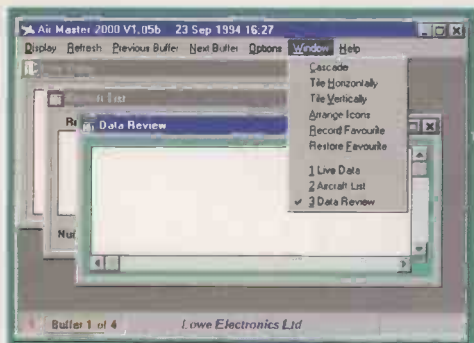 Air Master 2000 V1.05b 23 Sep 1994 16:27
Display Refresh Previous Buffer Next Buffer Options Window Help
Cascade
Tile Horizontally
Tile Vertically
Arrange Icons
Record Favourite
Restore Favourite
1 Live Data
2 Aircraft List
✓ 3 Data Review
Data Review
Buffer 1 of 4 Lowe Electronics Ltd